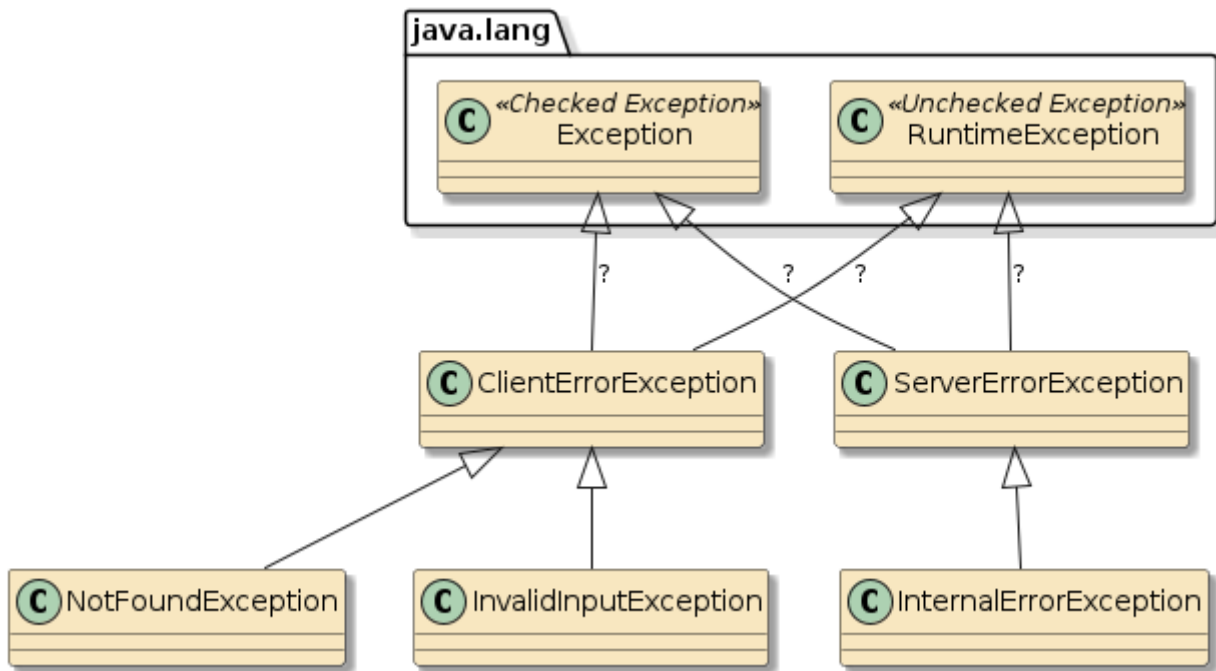 java.lang
«Checked Exception»
C Exception
«Unchecked Exception»
C RuntimeException
?
?
?
?
C ClientErrorException
C ServerErrorException
C NotFoundException
C InvalidInputException
C InternalErrorException